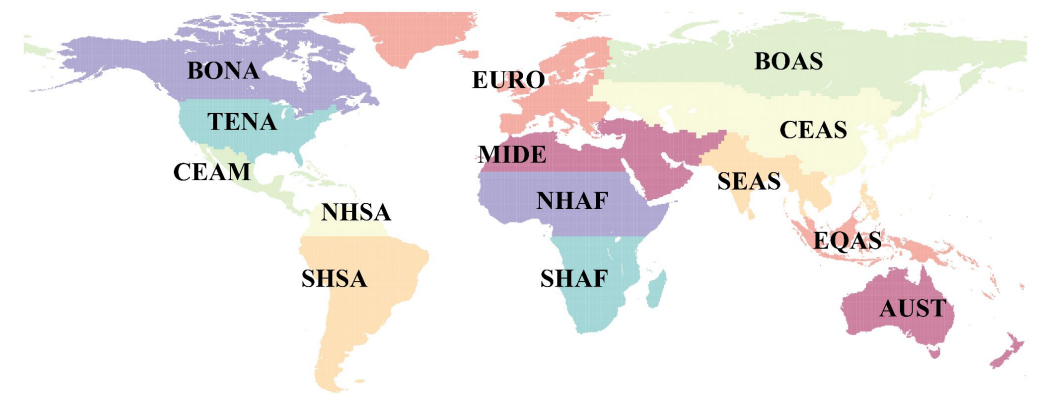 BONA
BOAS
EURO
TENA
CEAS
MIDE
CEAM
SEAS
NHAF
NHSA
EQAS
SHSA
SHAF
AUST